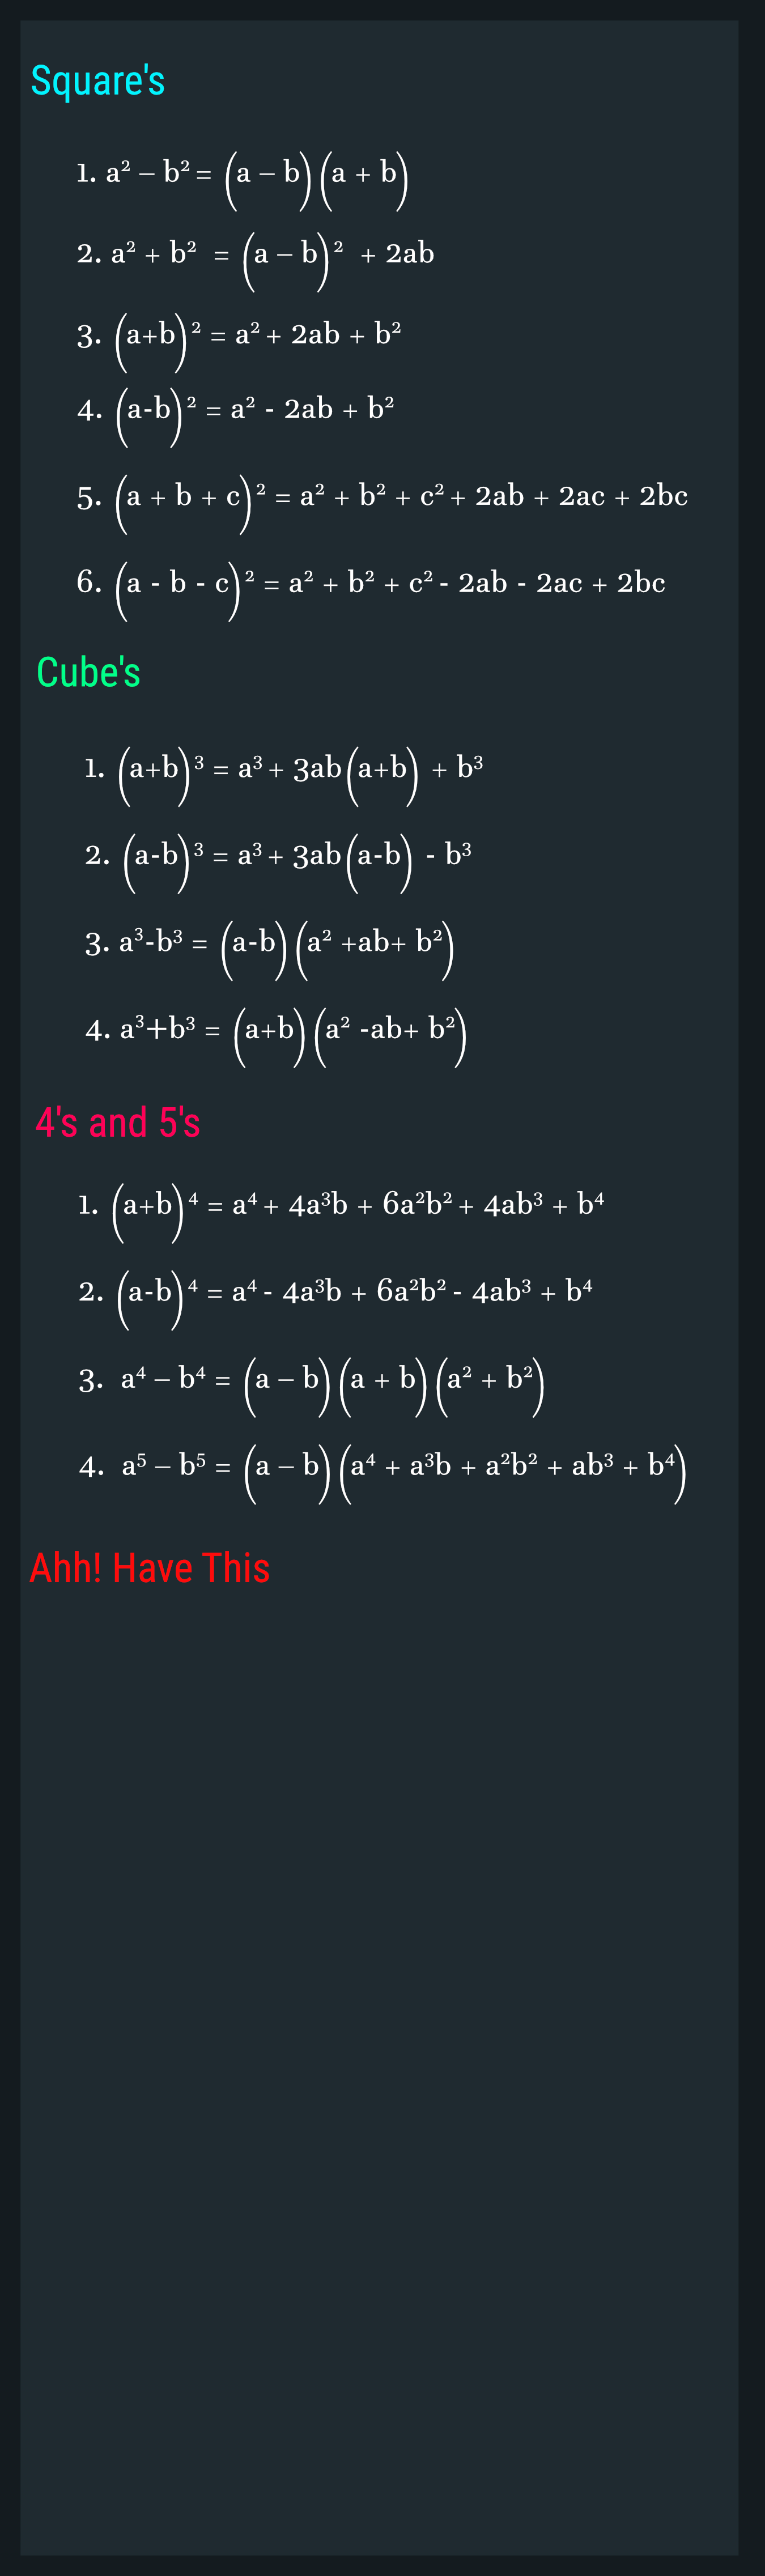 Square's
1. a² – b² = (a – b)(a + b)
2. a² + b² = (a – b)² + 2ab
3. (a+b)² = a² + 2ab + b²
4. (a-b)² = a² - 2ab + b²
5. (a + b + c)² = a² + b² + c² + 2ab + 2ac + 2bc
6. (a - b - c)² = a² + b² + c² - 2ab - 2ac + 2bc
Cube's
1. (a+b)³ = a³ + 3ab(a+b) + b³
2. (a-b)³ = a³ + 3ab(a-b) - b³
3. a³-b³ = (a-b)(a² +ab+ b²)
4. a³+b³ = (a+b)(a² -ab+ b²)
4's and 5's
1. (a+b)⁴ = a⁴ + 4a³b + 6a²b² + 4ab³ + b⁴
2. (a-b)⁴ = a⁴ - 4a³b + 6a²b² - 4ab³ + b⁴
3. a⁴ – b⁴ = (a – b)(a + b)(a² + b²)
4. a⁵ – b⁵ = (a – b)(a⁴ + a³b + a²b² + ab³ + b⁴)
Ahh! Have This